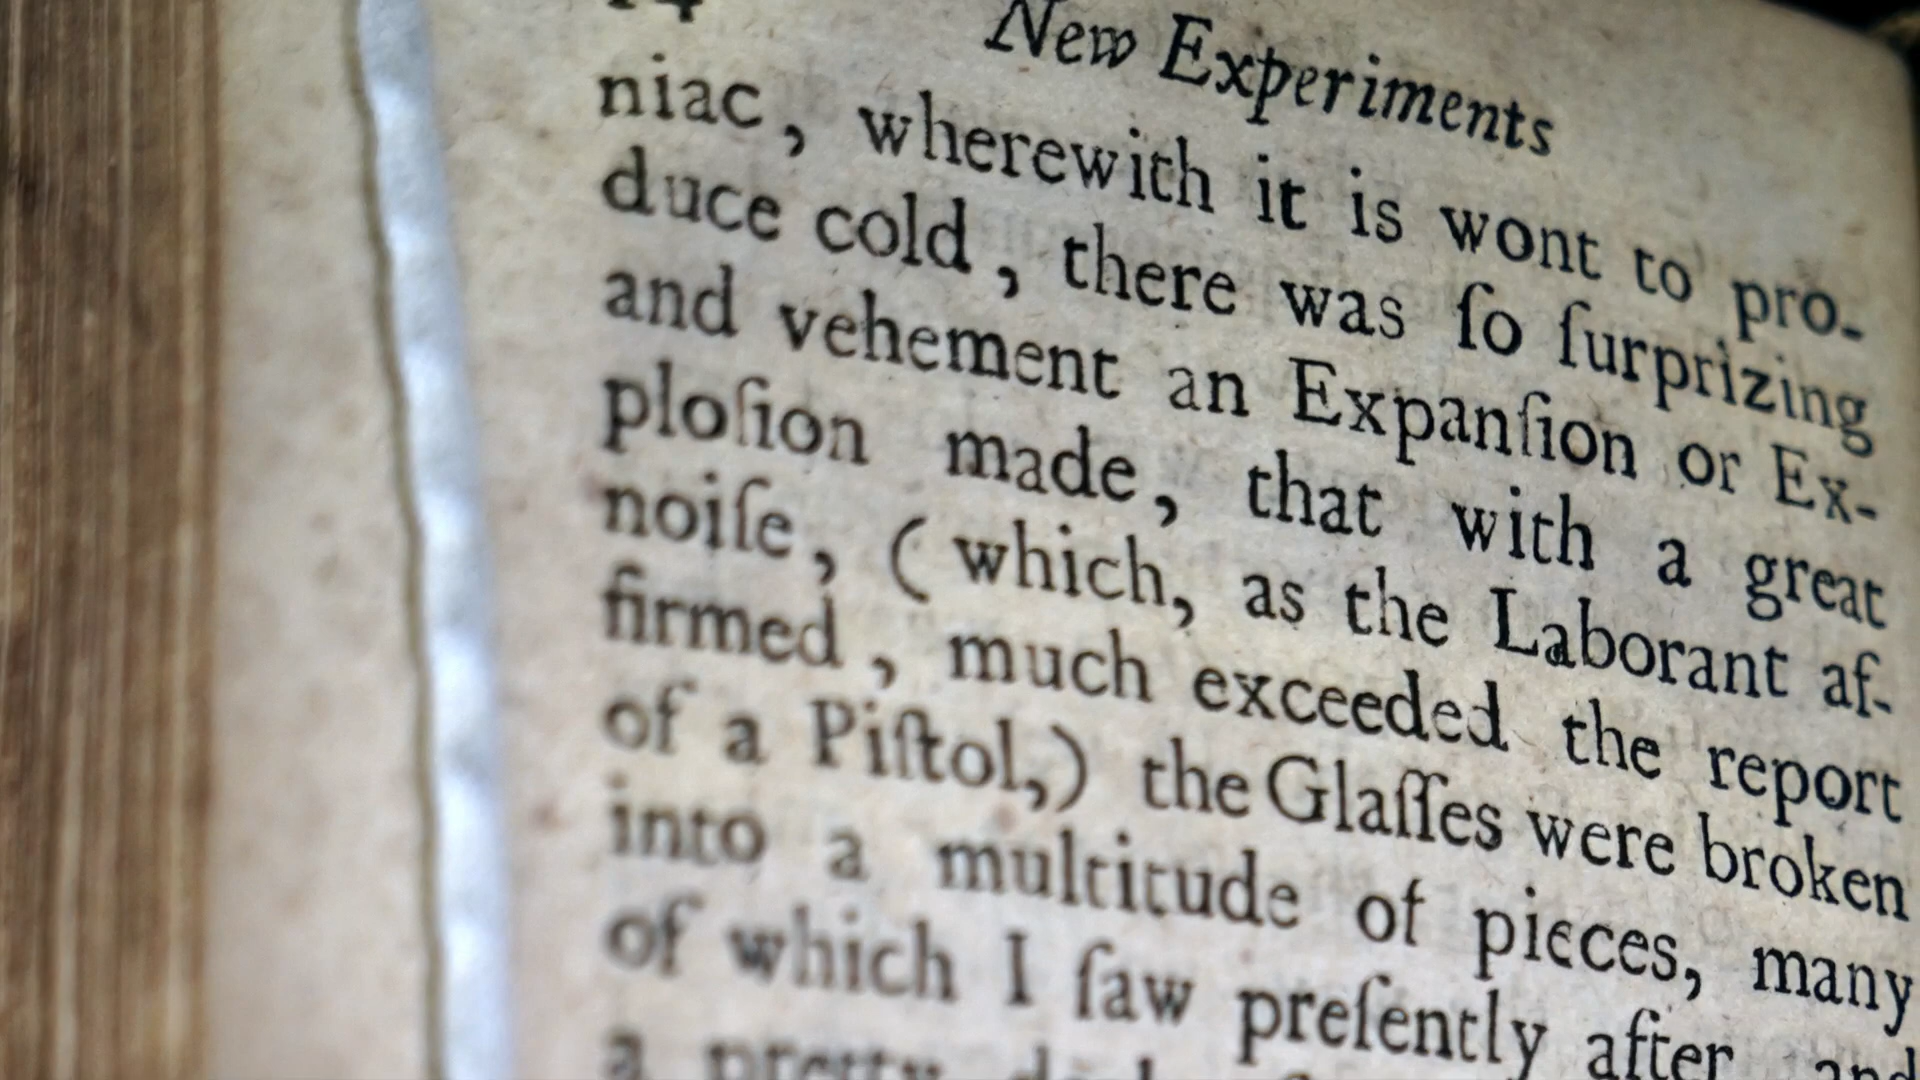 New Experiments
niac, wherewith it is wont to pro-
duce cold, there was ſo ſurprizing
and vehement an Expanſion or Ex-
ploſion made, that with a great
noiſe, (which, as the Laborant af-
firmed, much exceeded the report
of a Piſtol,) the Glaſſes were broken
into a multitude of pieces, many
of which I ſaw preſently after, and
a pretty